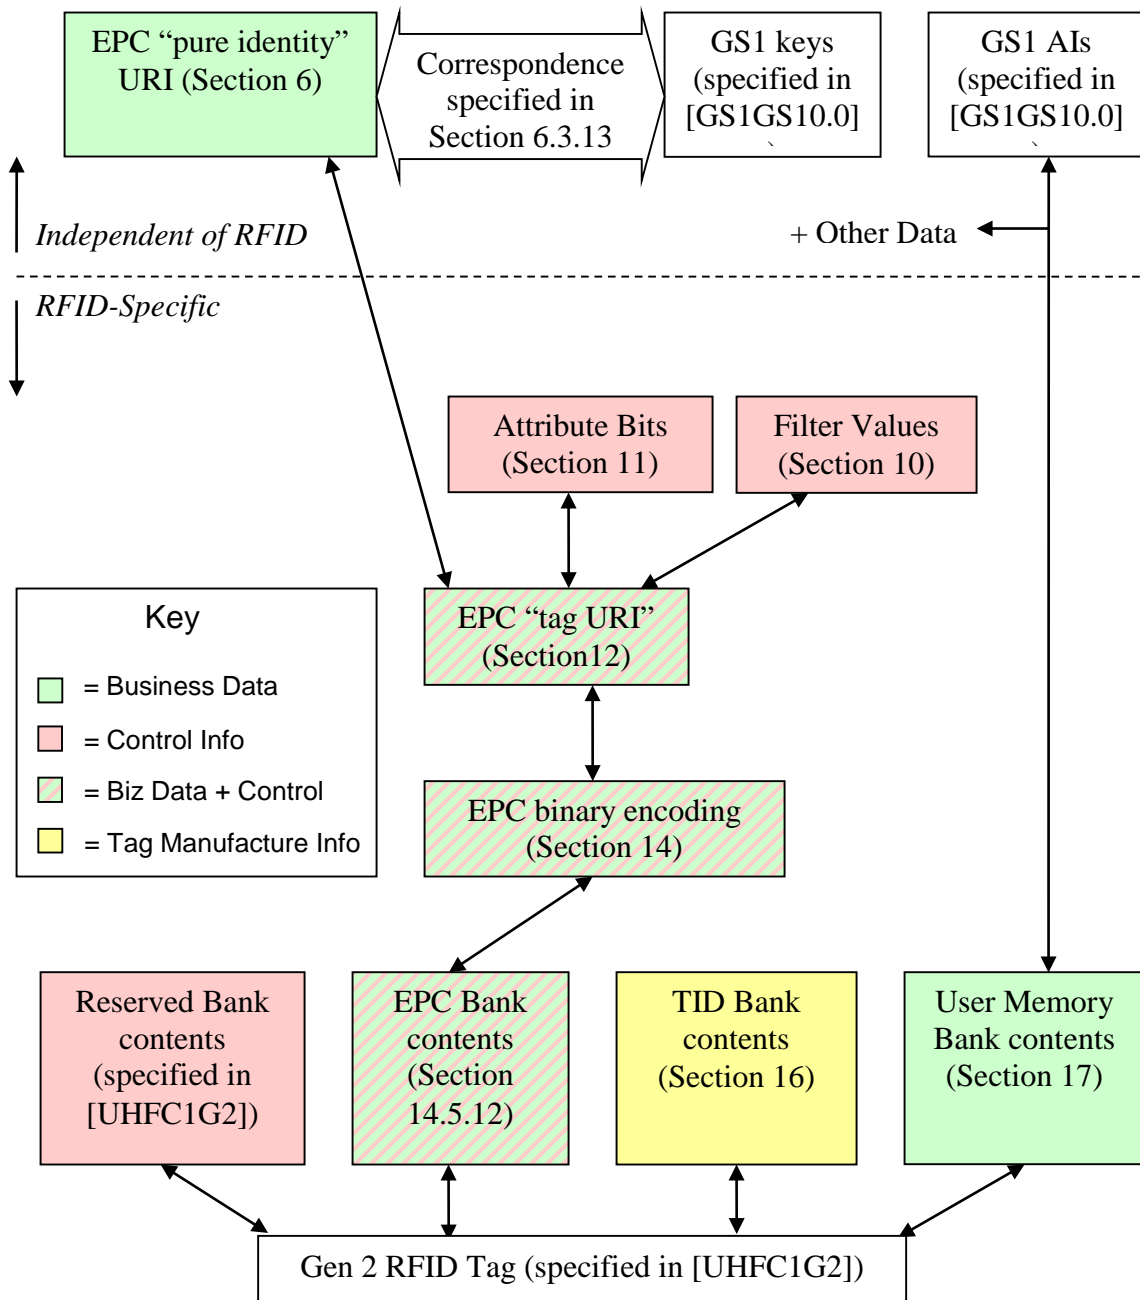 EPC “pure identity”
URI (Section 6)
Correspondence
specified in
Section 6.3.13
GS1 keys
(specified in
[GS1GS10.0]
`
GS1 AIs
(specified in
[GS1GS10.0]
`
Independent of RFID
+ Other Data
RFID-Specific
Attribute Bits
(Section 11)
Filter Values
(Section 10)
EPC “tag URI”
(Section12)
Key
= Business Data
= Control Info
= Biz Data + Control
= Tag Manufacture Info
EPC binary encoding
(Section 14)
Reserved Bank
contents
(specified in
[UHFC1G2])
EPC Bank
contents
(Section
14.5.12)
TID Bank
contents
(Section 16)
User Memory
Bank contents
(Section 17)
Gen 2 RFID Tag (specified in [UHFC1G2])